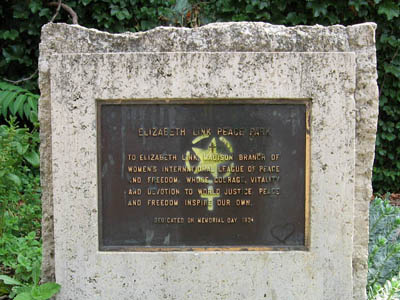 ELIZABETH LINK PEACE PARK
TO ELIZABETH LINK, MADISON BRANCH OF
WOMEN'S INTERNATIONAL LEAGUE OF PEACE
AND FREEDOM, WHOSE COURAGE, VITALITY
AND DEVOTION TO WORLD JUSTICE, PEACE
AND FREEDOM INSPIRE OUR OWN.
DEDICATED ON MEMORIAL DAY,